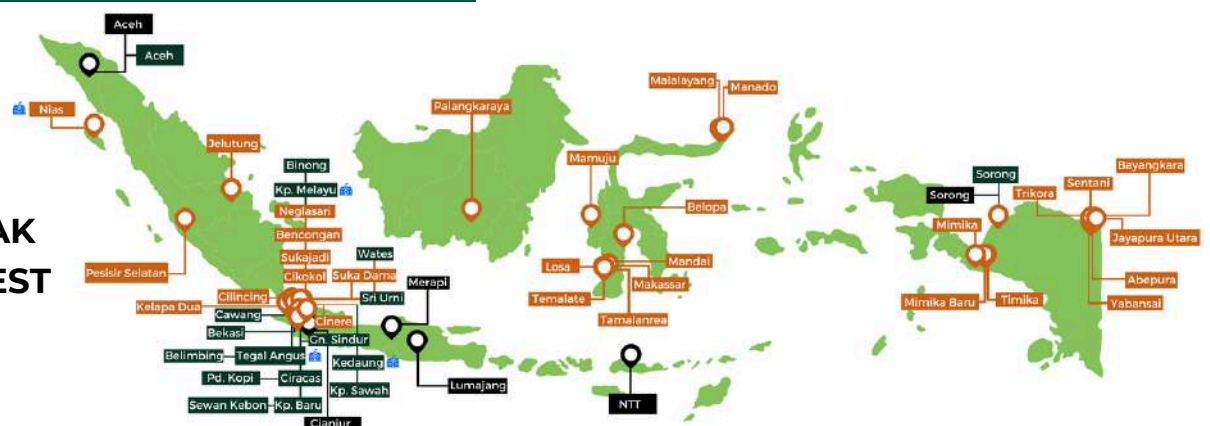 Aceh
Aceh
Nias
Jelutung
Pesisir Selatan
AK
EST
Binong
Kp. Melayu
Neglasari
Bencongan
Sukajadi
Cikokol
Wates
Suka Dama
Sri Urni
Cilincing
Kelapa Dua
Cawang
Cinere
Bekasi
Gn. Sindur
Belimbing
Tegal Angus
Kedaung
Pd. Kopi
Ciracas
Kp. Sawah
Sewan Kebon
Kp. Baru
Cianjur
Merapi
Lumajang
Palangkaraya
Malalayang
Manado
Mamuju
Belopa
Losa
Mandai
Makassar
Temalate
Tamalanrea
NTT
Sorong
Sorong
Trikora
Sentani
Bayangkara
Mimika
Jayapura Utara
Abepura
Mimika Baru
Timika
Yabansai